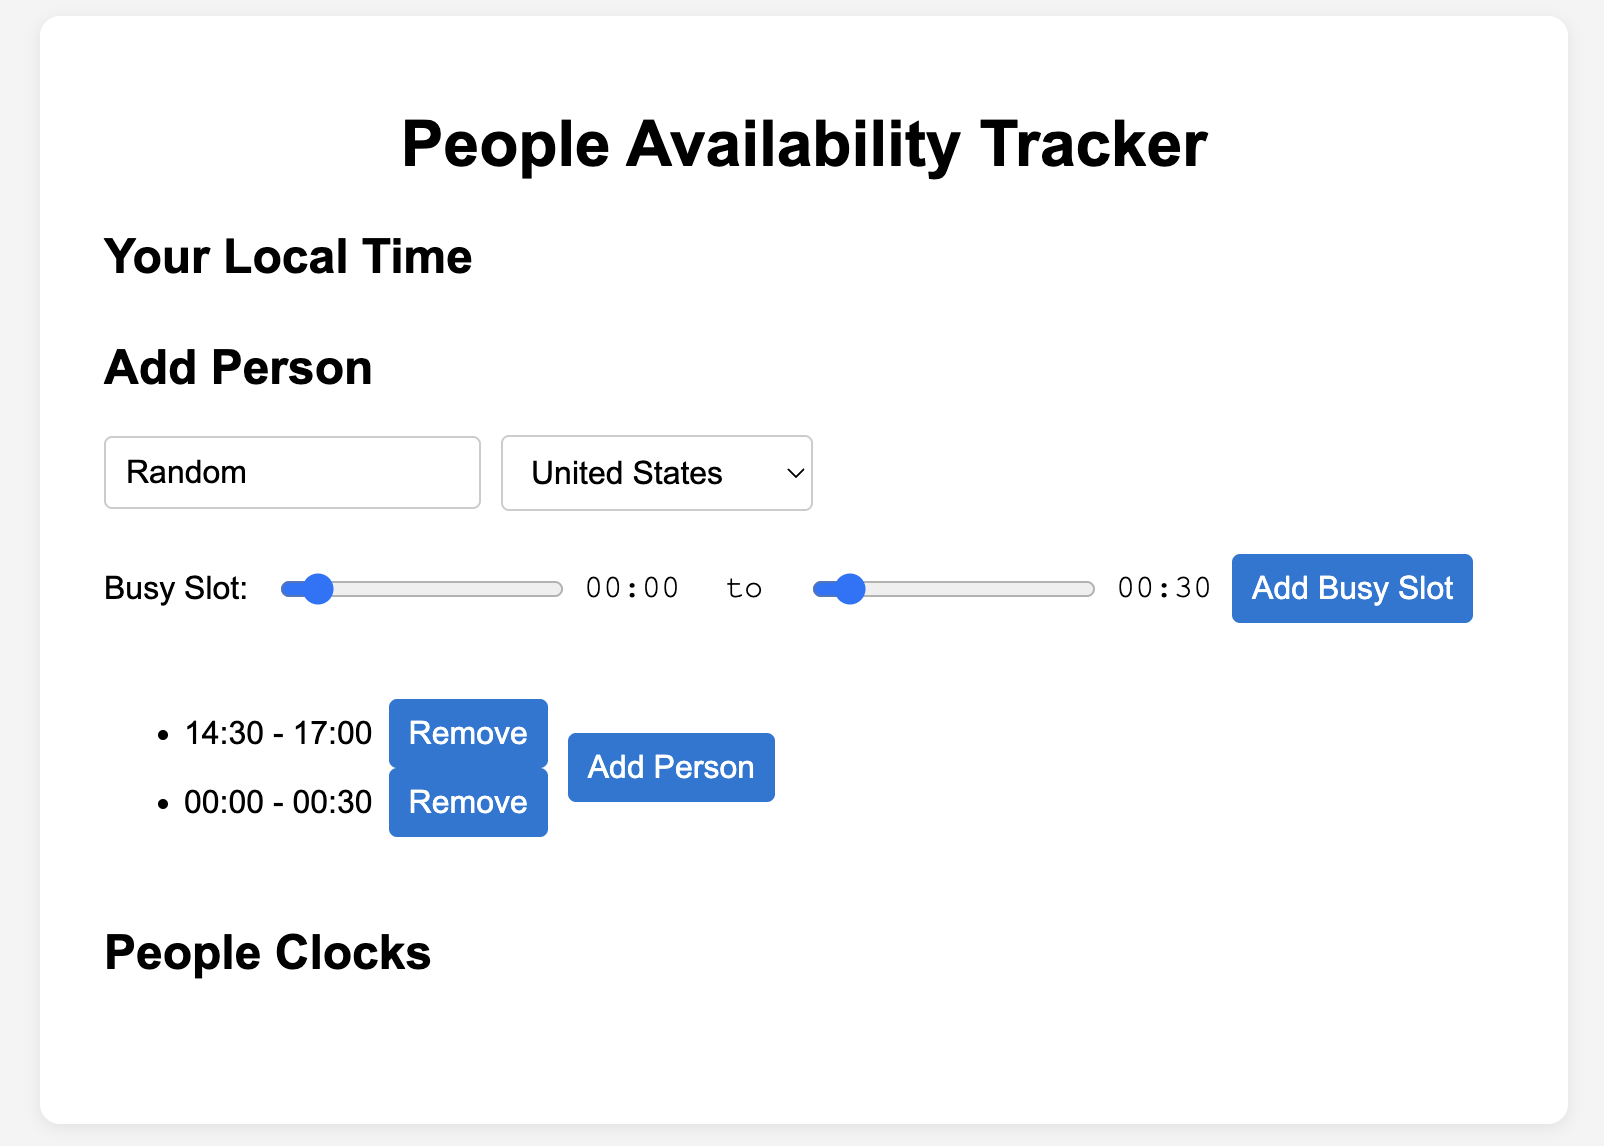 People Availability Tracker
Your Local Time
Add Person
Random United States
Busy Slot: 00:00 to 00:30 Add Busy Slot
14:30 - 17:00 Remove
Add Person
00:00 - 00:30 Remove
People Clocks